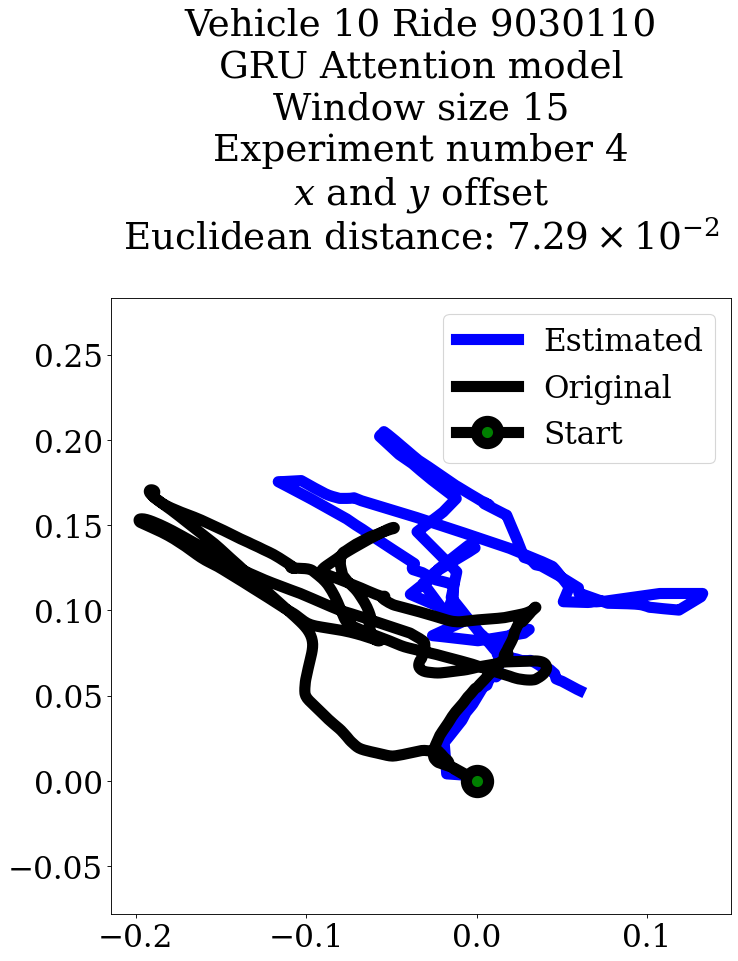 Vehicle 10 Ride 9030110
GRU Attention model
Window size 15
Experiment number 4
x and y offset
Euclidean distance: 7.29 × 10⁻²
Estimated
Original
Start
0.25
0.20
0.15
0.10
0.05
0.00
−0.05
−0.2
−0.1
0.0
0.1